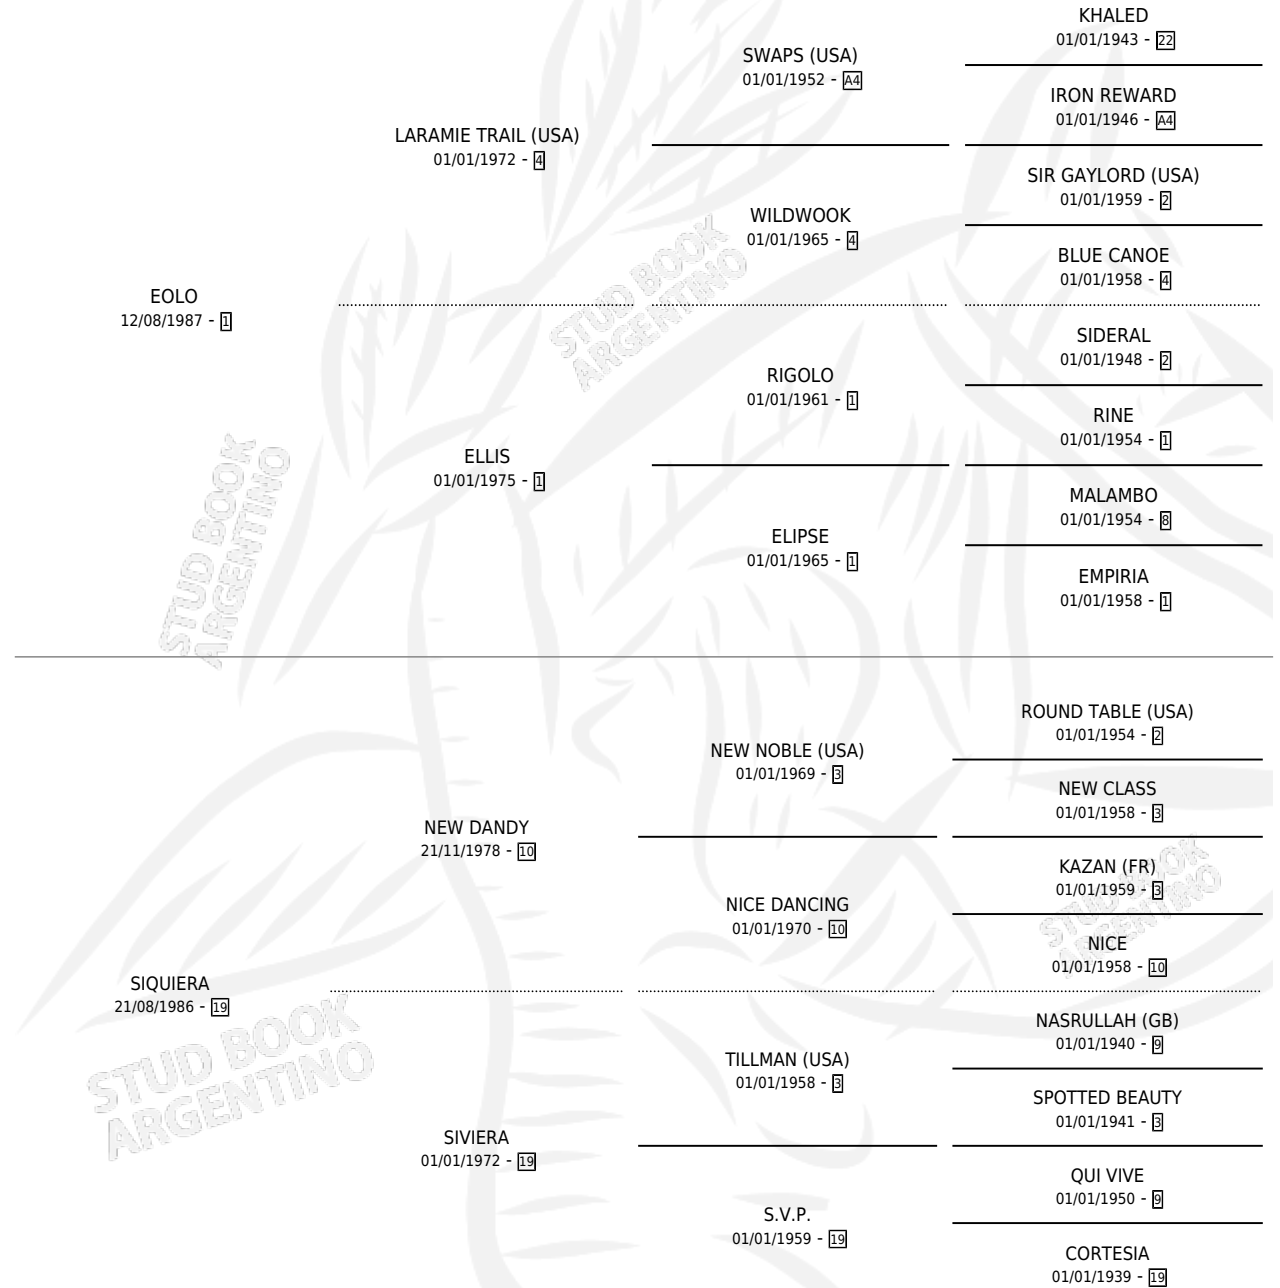 KHALED
01/01/1943 - 22
SWAPS (USA)
01/01/1952 - A4
IRON REWARD
01/01/1946 - A4
LARAMIE TRAIL (USA)
01/01/1972 - 4
SIR GAYLORD (USA)
01/01/1959 - 2
WILDWOOK
01/01/1965 - 4
BLUE CANOE
01/01/1958 - 4
EOLO
12/08/1987 - 1
STUD BOOK
ARGENTINO
SIDERAL
01/01/1948 - 2
RIGOLO
01/01/1961 - 1
RINE
01/01/1954 - 1
ELLIS
01/01/1975 - 1
MALAMBO
01/01/1954 - 8
ELIPSE
01/01/1965 - 1
EMPIRIA
01/01/1958 - 1
STUD BOOK
ARGENTINO
ROUND TABLE (USA)
01/01/1954 - 2
NEW NOBLE (USA)
01/01/1969 - 3
NEW CLASS
01/01/1958 - 3
NEW DANDY
21/11/1978 - 10
KAZAN (FR)
01/01/1959 - 3
NICE DANCING
01/01/1970 - 10
STUD BOOK
ARGENTINO
NICE
01/01/1958 - 10
SIQUIERA
21/08/1986 - 19
NASRULLAH (GB)
01/01/1940 - 9
TILLMAN (USA)
01/01/1958 - 3
SPOTTED BEAUTY
01/01/1941 - 3
STUD BOOK
ARGENTINO
SIVIERA
01/01/1972 - 19
QUI VIVE
01/01/1950 - 9
S.V.P.
01/01/1959 - 19
CORTESIA
01/01/1939 - 19